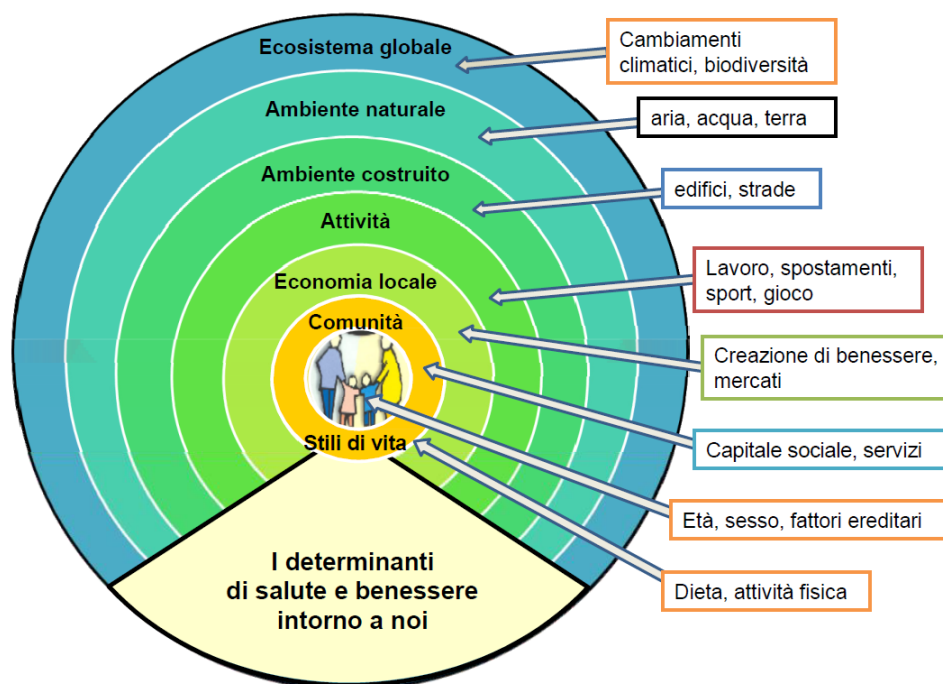 Ecosistema globale
Ambiente naturale
Ambiente costruito
Attività
Economia locale
Comunità
Stili di vita
I determinanti
di salute e benessere
intorno a noi
Cambiamenti
climatici, biodiversità
aria, acqua, terra
edifici, strade
Lavoro, spostamenti,
sport, gioco
Creazione di benessere,
mercati
Capitale sociale, servizi
Età, sesso, fattori ereditari
Dieta, attività fisica